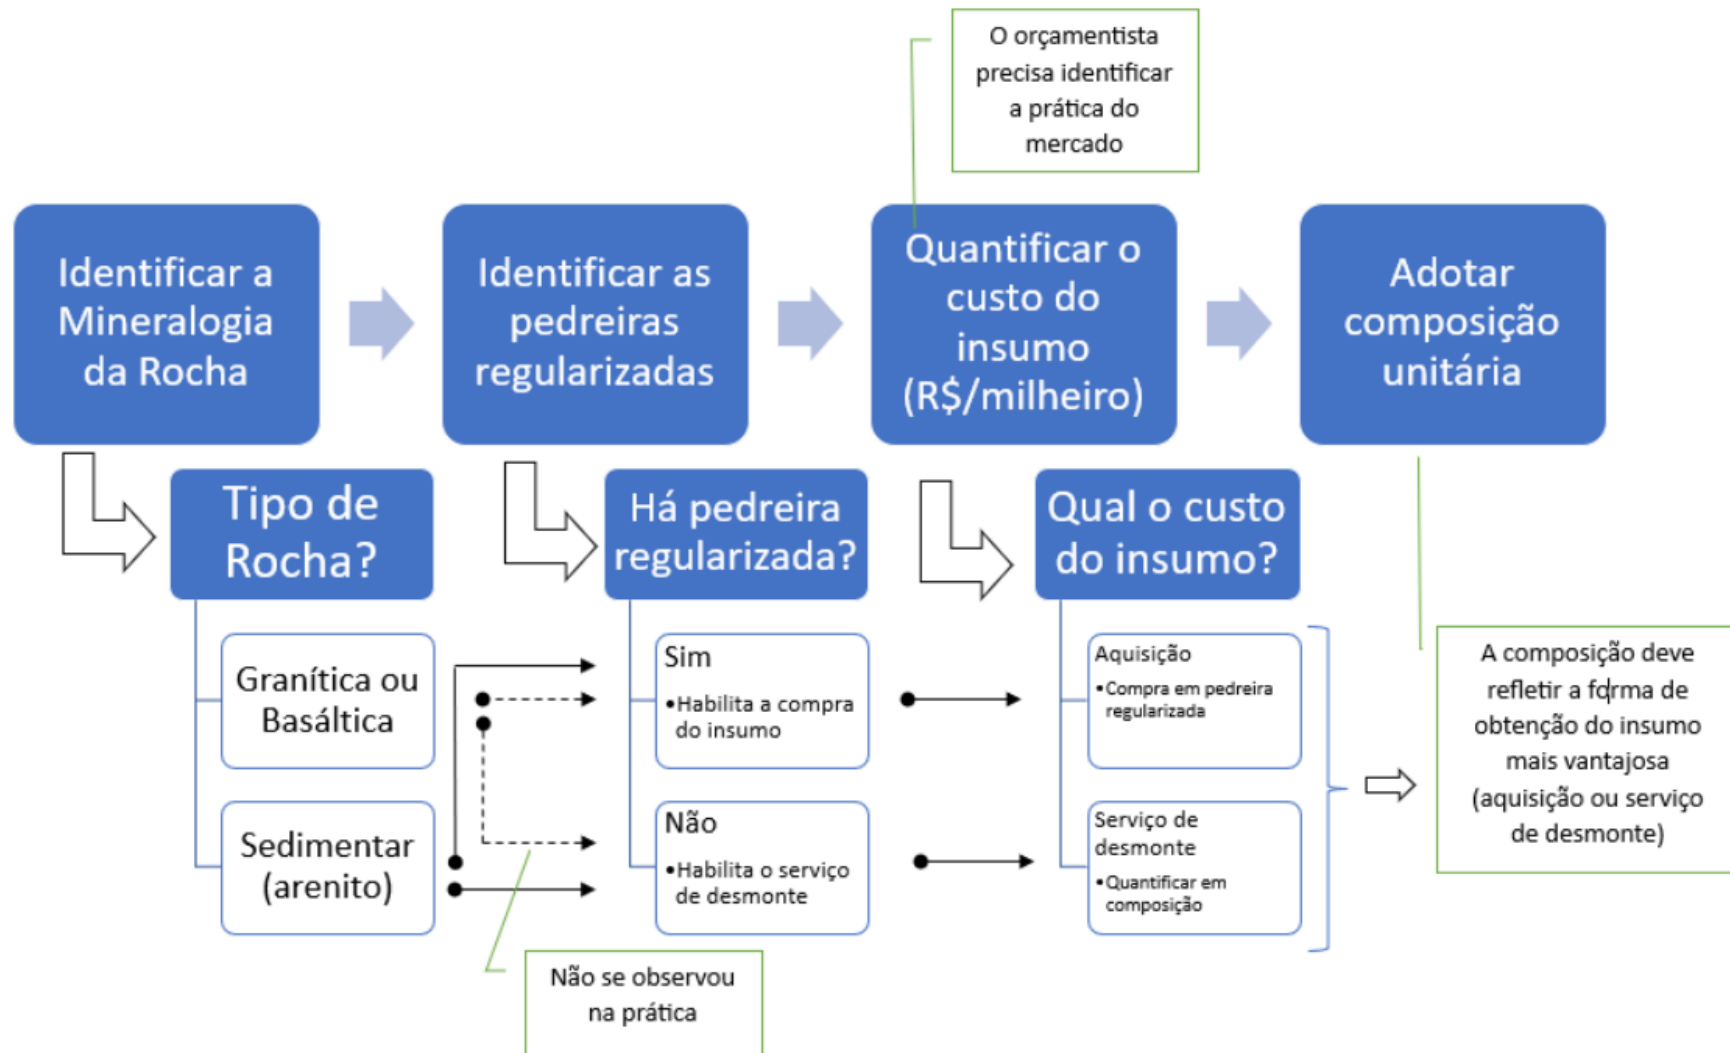 O orçamentista
precisa identificar
a prática do
mercado
Identificar a
Mineralogia
da Rocha
Identificar as
pedreiras
regularizadas
Quantificar o
custo do
insumo
(R$/milheiro)
Adotar
composição
unitária
Tipo de
Rocha?
Há pedreira
regularizada?
Qual o custo
do insumo?
Granítica ou
Basáltica
Sedimentar
(arenito)
Sim
•Habilita a compra
do insumo
Não
•Habilita o serviço
de desmonte
Aquisição
•Compra em pedreira
regularizada
Serviço de
desmonte
•Quantificar em
composição
A composição deve
refletir a forma de
obtenção do insumo
mais vantajosa
(aquisição ou serviço
de desmonte)
Não se observou
na prática